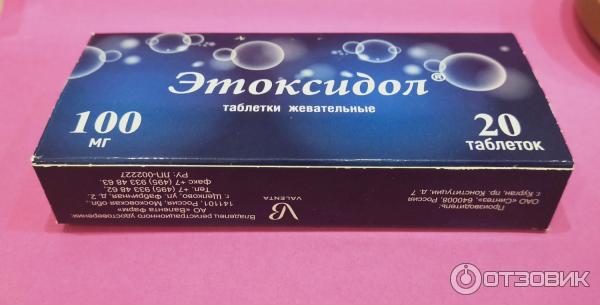 Этоксидол®
таблетки жевательные
100
мг
20
таблеток
Владелец регистрационного удостоверения:
АО «Валента Фарм»
141101, Россия, Московская обл.,
г. Щелково, ул. Фабричная, д. 2.
Тел. +7 (495) 933 48 62,
факс +7 (495) 933 48 63.
РУ: ЛП-002227
VALENTA
Производитель:
ОАО «Синтез», 640008, Россия
г. Курган, пр. Конституции, д. 7
ОТЗОВИК